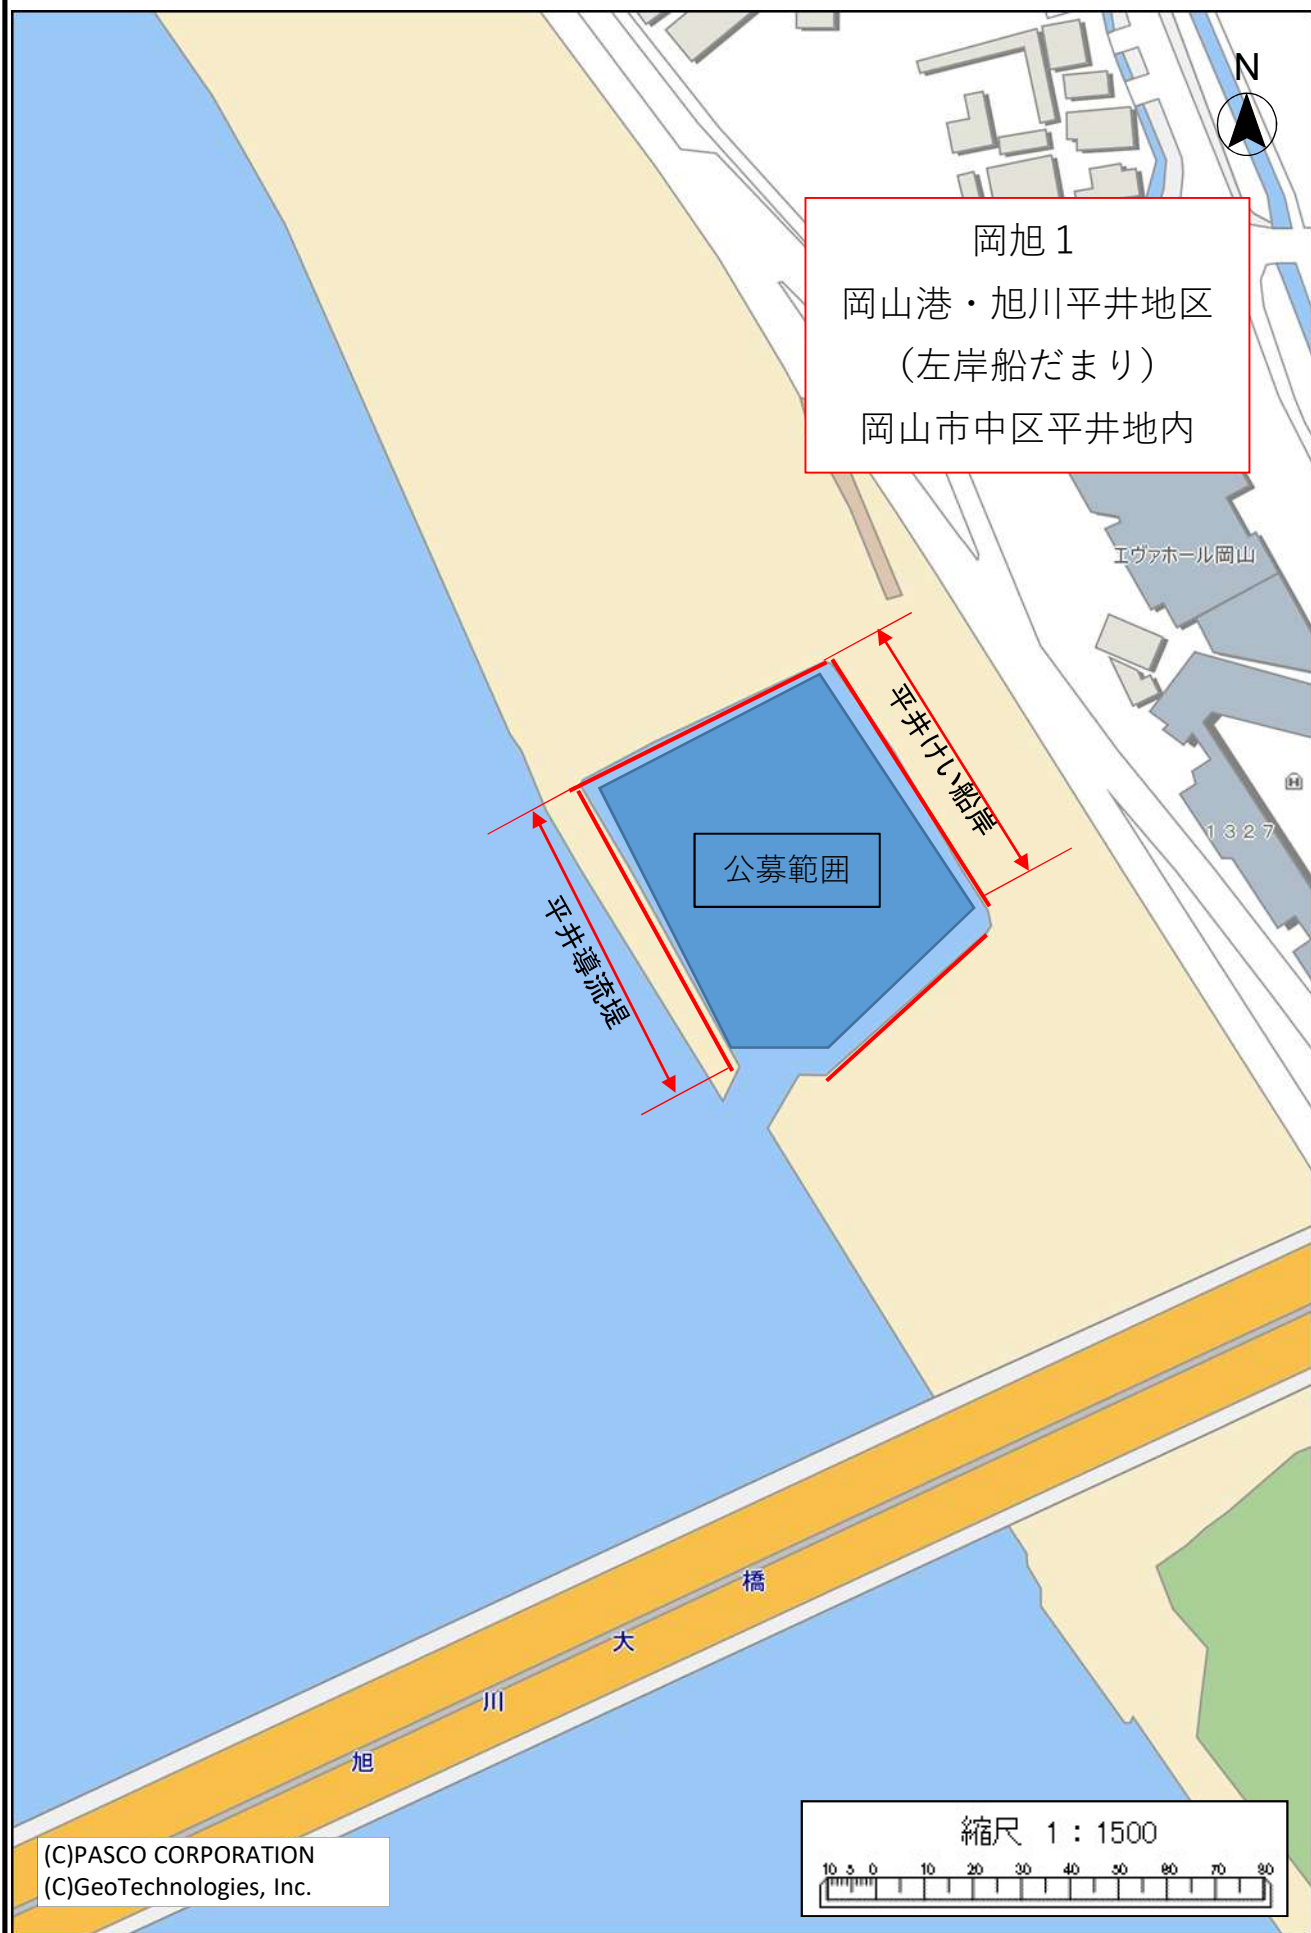 N
岡旭１
岡山港・旭川平井地区
（左岸船だまり）
岡山市中区平井地内
エヴァホール岡山
平井けい船岸
1327
公募範囲
平井導流堤
旭川大橋
(C)PASCO CORPORATION
(C)GeoTechnologies, Inc.
縮尺 1：1500
10 5 0 10 20 30 40 50 60 70 80